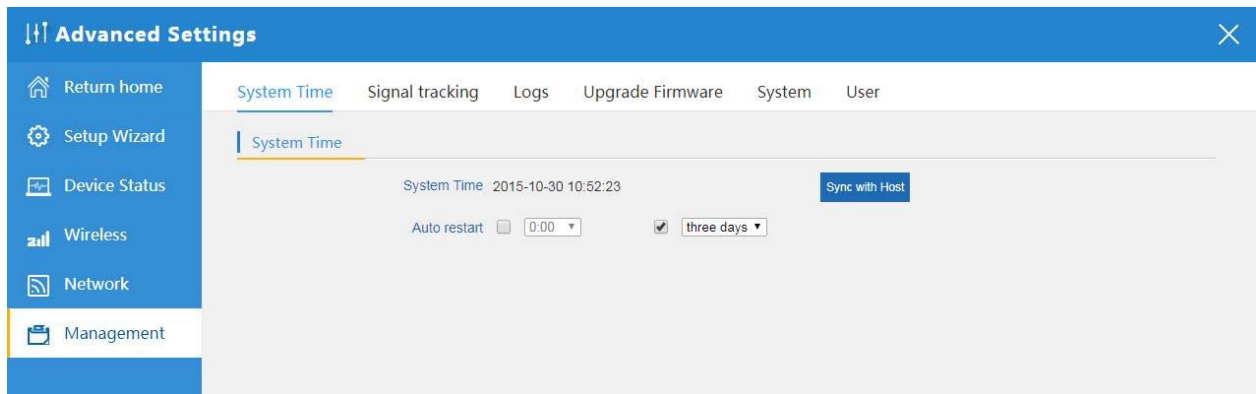 Advanced Settings
Return home
Setup Wizard
Device Status
Wireless
Network
Management
System Time Signal tracking Logs Upgrade Firmware System User
System Time
System Time 2015-10-30 10:52:23 Sync with Host
Auto restart 0:00 three days